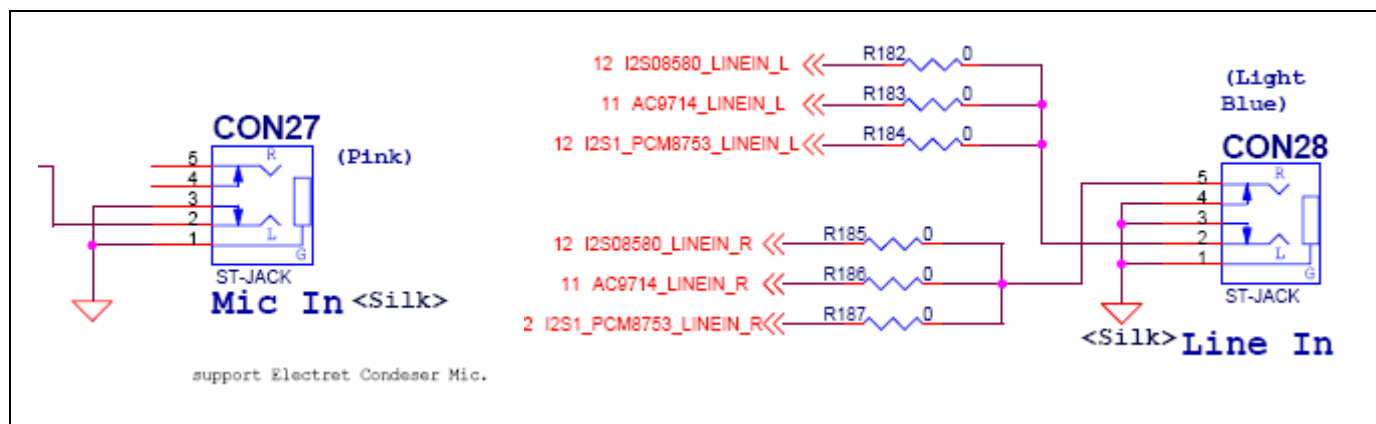 CON27
(Pink)
5
4
3
2
1
R
L
G
ST-JACK
Mic In <Silk>
support Electret Condeser Mic.
12 I2S08580_LINEIN_L R182 0
11 AC9714_LINEIN_L R183 0
12 I2S1_PCM8753_LINEIN_L R184 0
12 I2S08580_LINEIN_R R185 0
11 AC9714_LINEIN_R R186 0
2 I2S1_PCM8753_LINEIN_R R187 0
(Light
Blue)
CON28
5
4
3
2
1
R
L
G
ST-JACK
<Silk> Line In